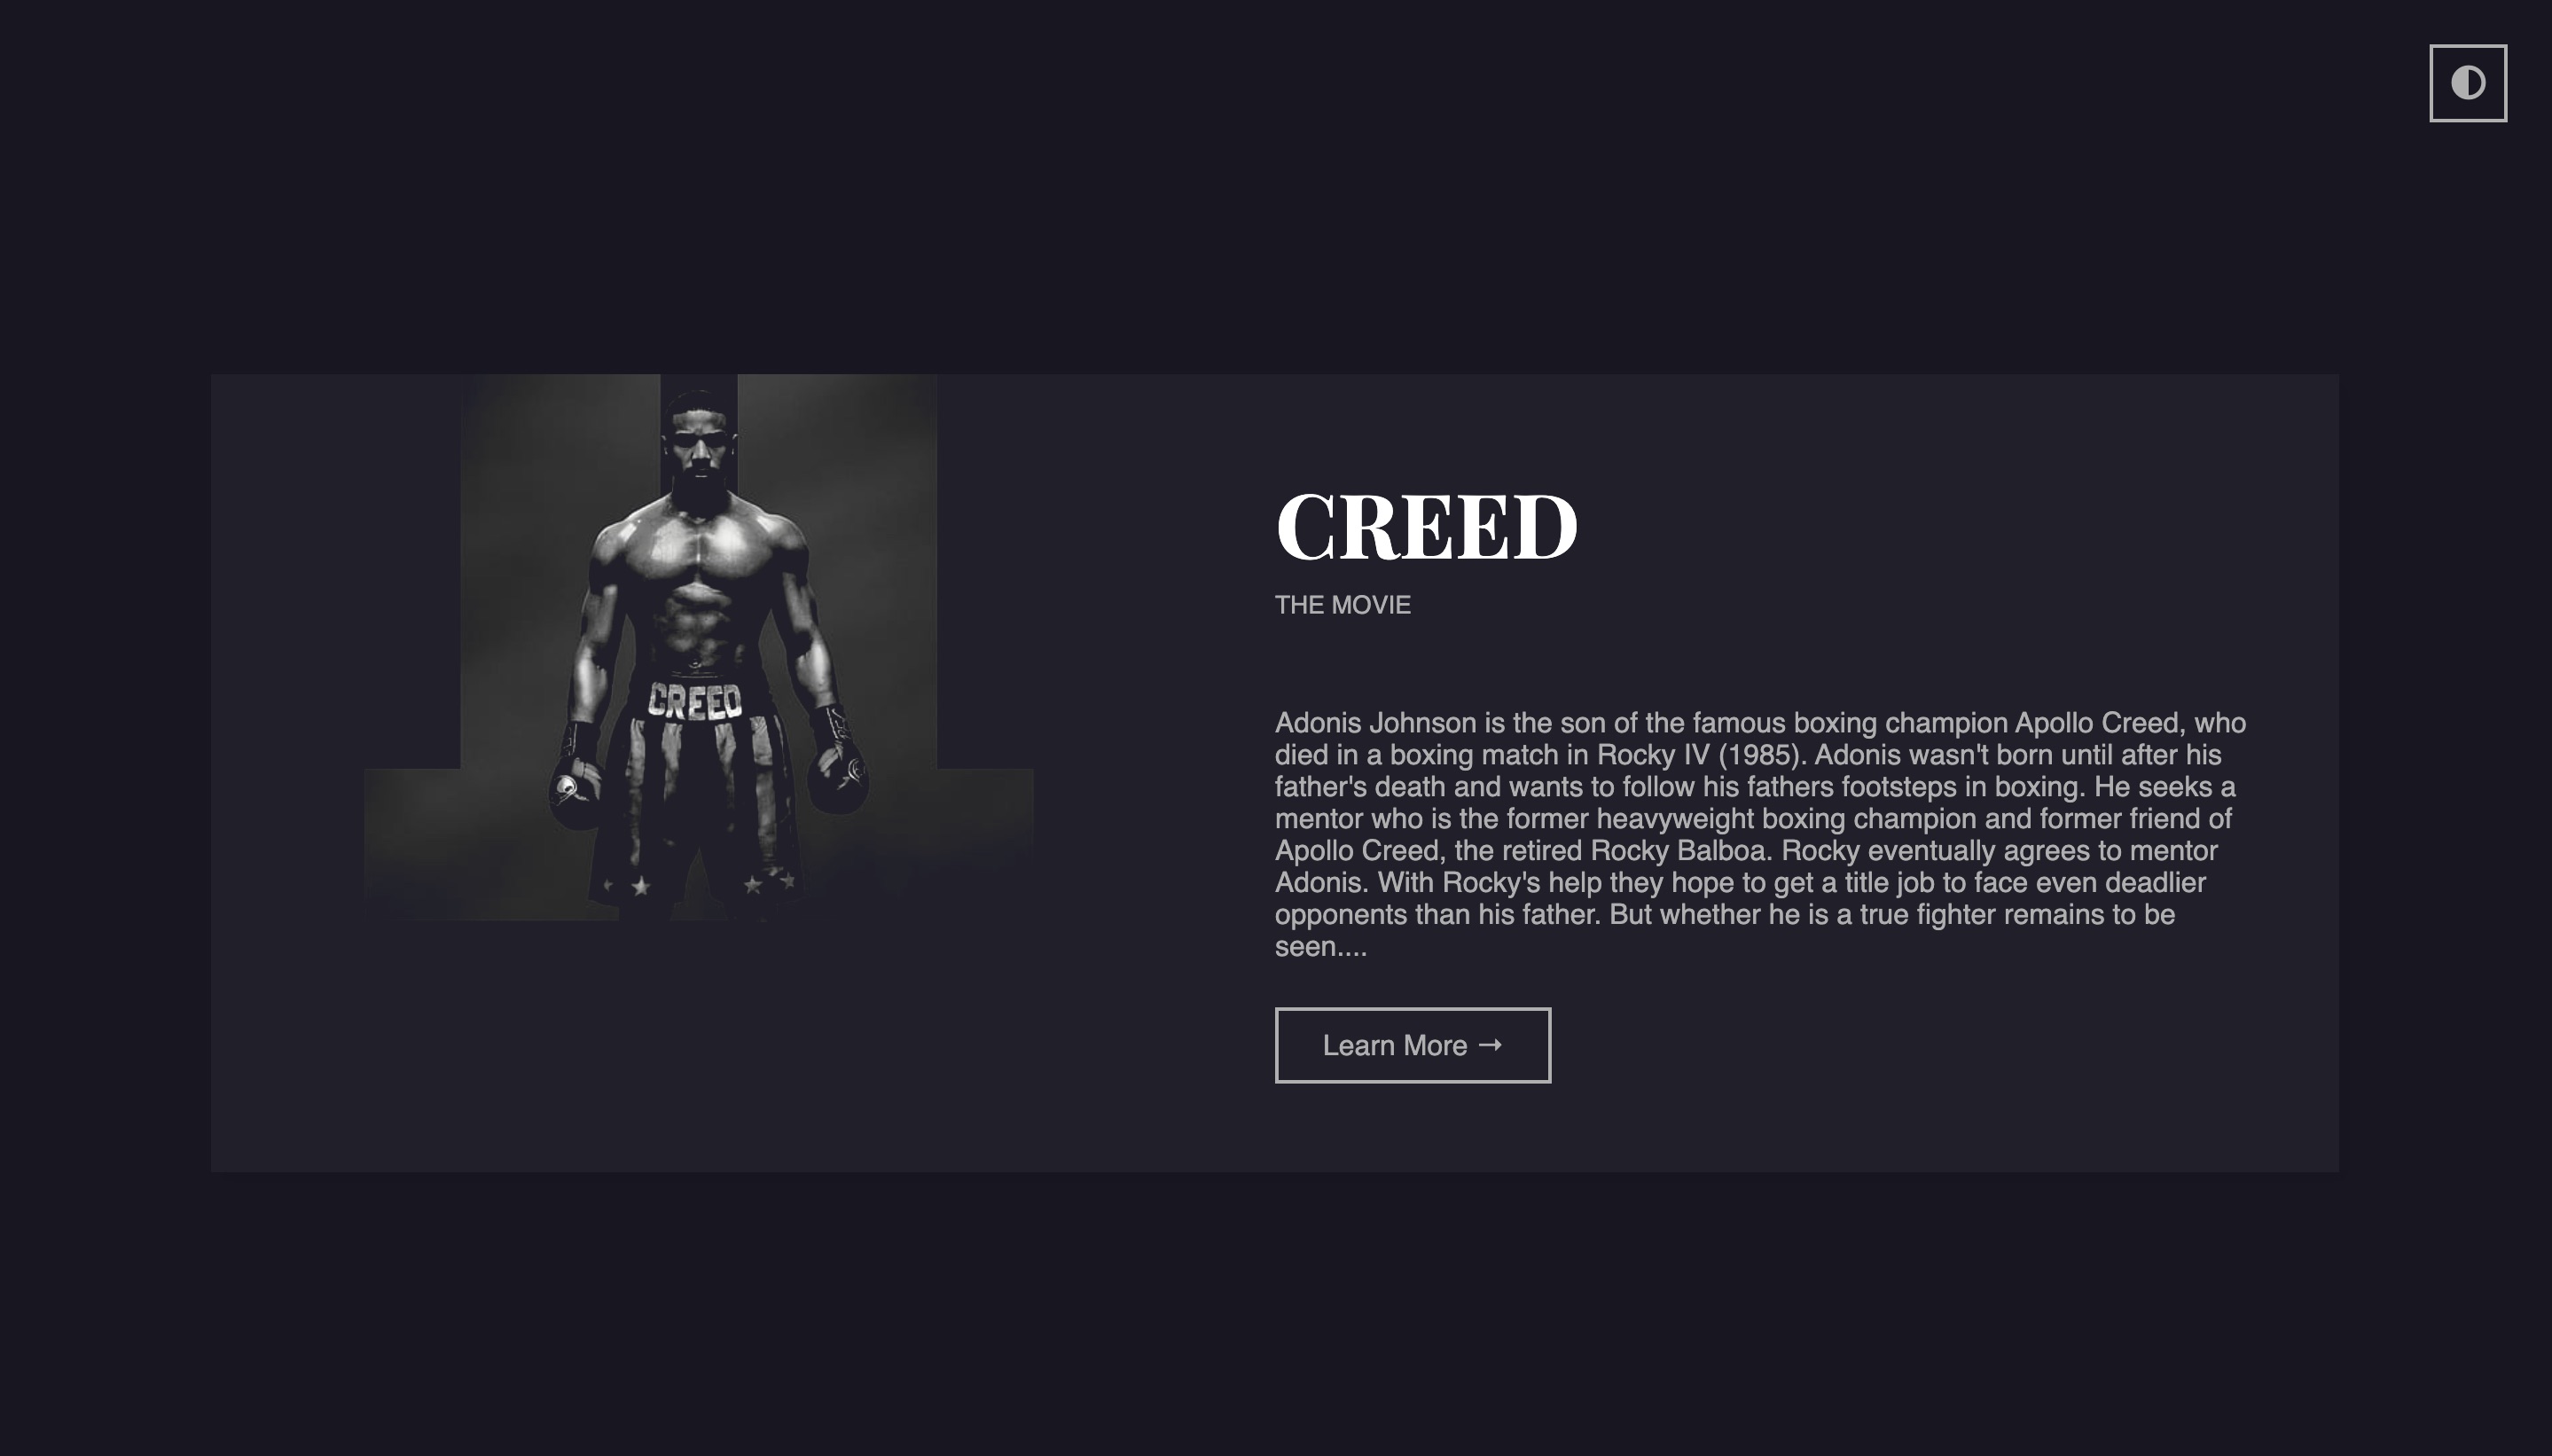 CREED
THE MOVIE
CREED
Adonis Johnson is the son of the famous boxing champion Apollo Creed, who
died in a boxing match in Rocky IV (1985). Adonis wasn't born until after his
father's death and wants to follow his fathers footsteps in boxing. He seeks a
mentor who is the former heavyweight boxing champion and former friend of
Apollo Creed, the retired Rocky Balboa. Rocky eventually agrees to mentor
Adonis. With Rocky's help they hope to get a title job to face even deadlier
opponents than his father. But whether he is a true fighter remains to be
seen....
Learn More →